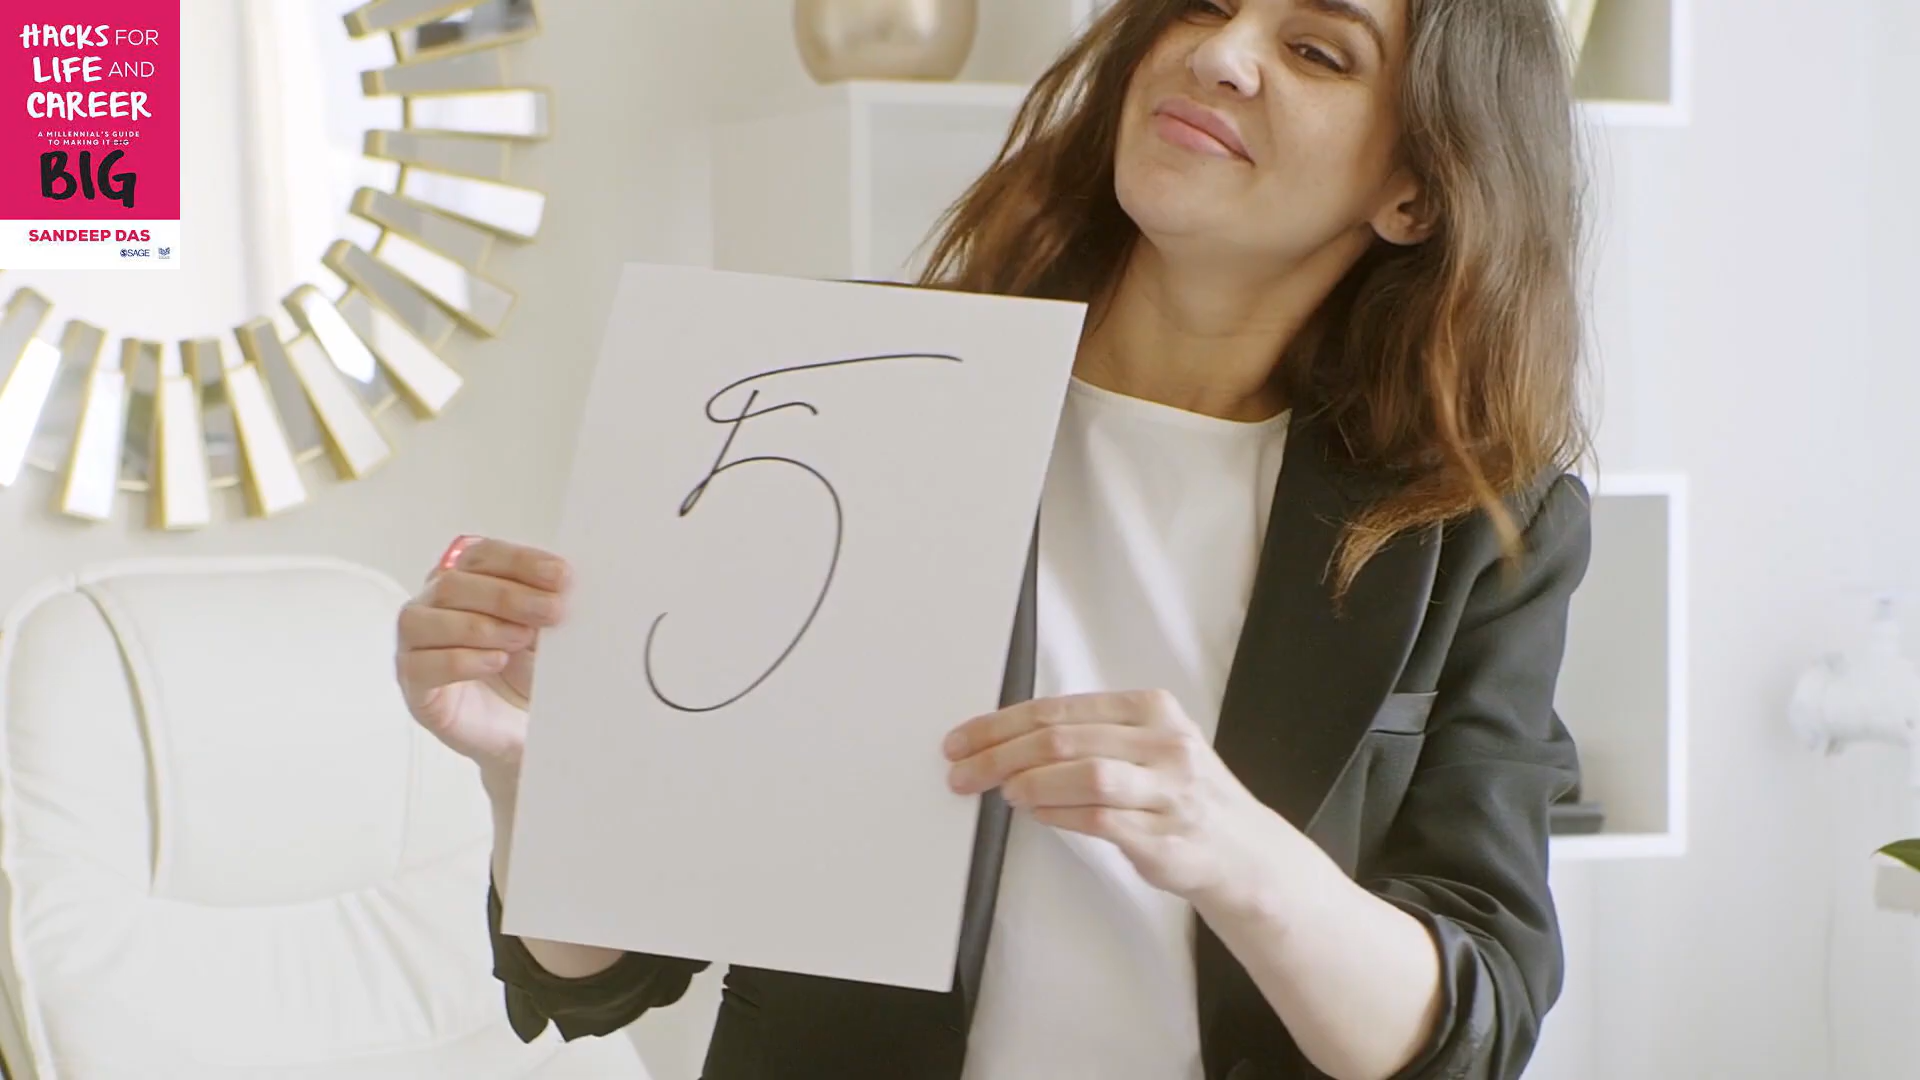 HACKS FOR
LIFE AND
CAREER
A MILLENNIAL'S GUIDE
TO MAKING IT BIG
BIG
SANDEEP DAS
SAGE
5